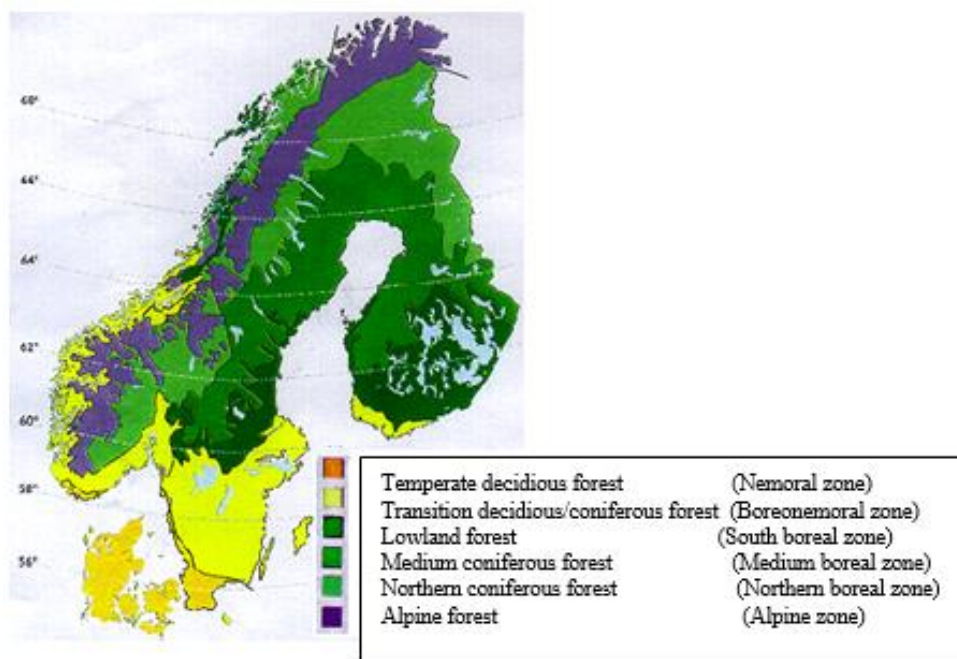 68°
66°
64°
62°
60°
58°
56°
Temperate decidious forest (Nemoral zone)
Transition decidious/coniferous forest (Boreonemoral zone)
Lowland forest (South boreal zone)
Medium coniferous forest (Medium boreal zone)
Northern coniferous forest (Northern boreal zone)
Alpine forest (Alpine zone)